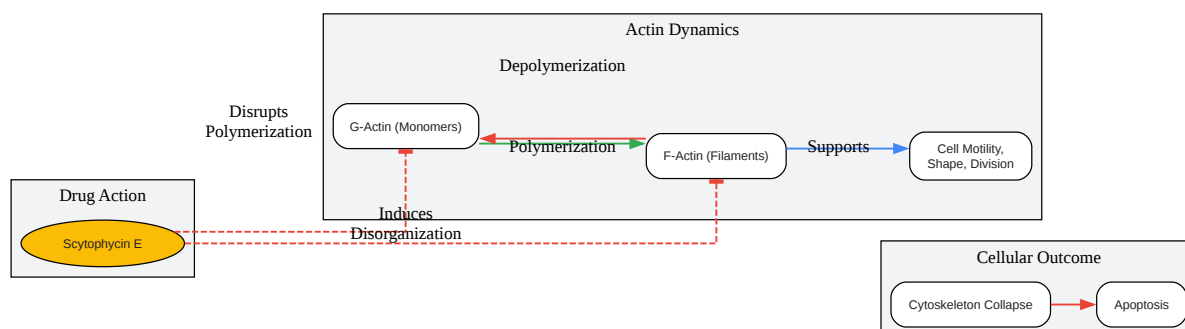 Actin Dynamics
Depolymerization
Disrupts
Polymerization
G-Actin (Monomers)
Polymerization
F-Actin (Filaments)
Supports
Cell Motility,
Shape, Division
Drug Action
Scytophycin E
Induces
Disorganization
Cellular Outcome
Cytoskeleton Collapse
Apoptosis